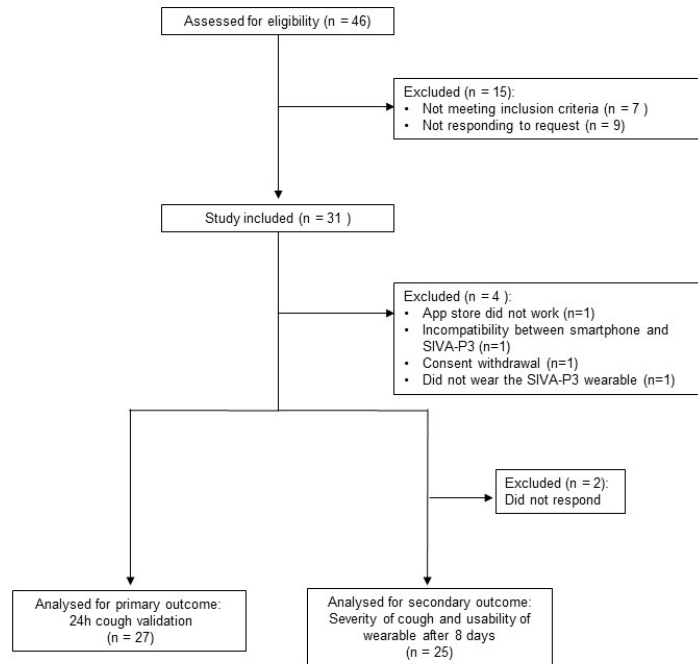 Assessed for eligibility (n = 46)
Excluded (n = 15):
• Not meeting inclusion criteria (n = 7 )
• Not responding to request (n = 9)
Study included (n = 31 )
Excluded (n = 4 ):
• App store did not work (n=1)
• Incompatibility between smartphone and
SIVA-P3 (n=1)
• Consent withdrawal (n=1)
• Did not wear the SIVA-P3 wearable (n=1)
Excluded (n = 2):
Did not respond
Analysed for primary outcome:
24h cough validation
(n = 27)
Analysed for secondary outcome:
Severity of cough and usability of
wearable after 8 days
(n = 25)